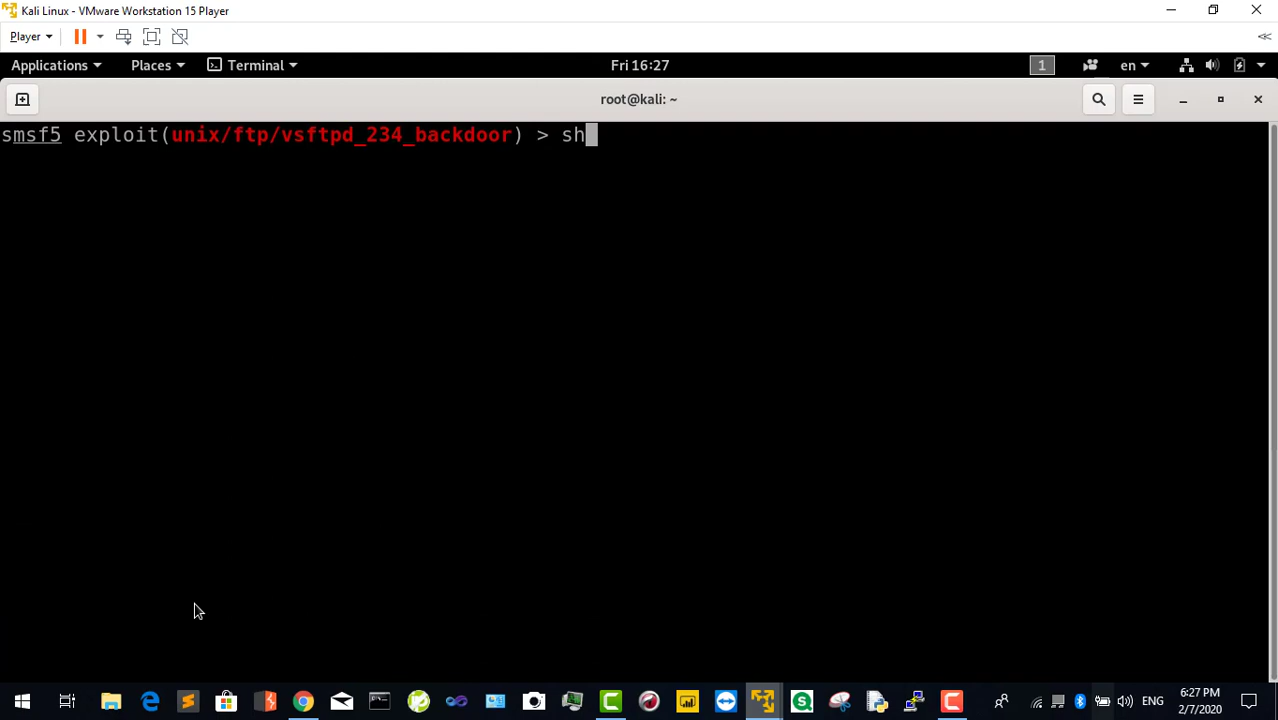 Kali Linux - VMware Workstation 15 Player
Player
Applications Places Terminal Fri 16:27 1 en
root@kali: ~
smsf5 exploit(unix/ftp/vsftpd_234_backdoor) > sh
ENG 6:27 PM
2/7/2020